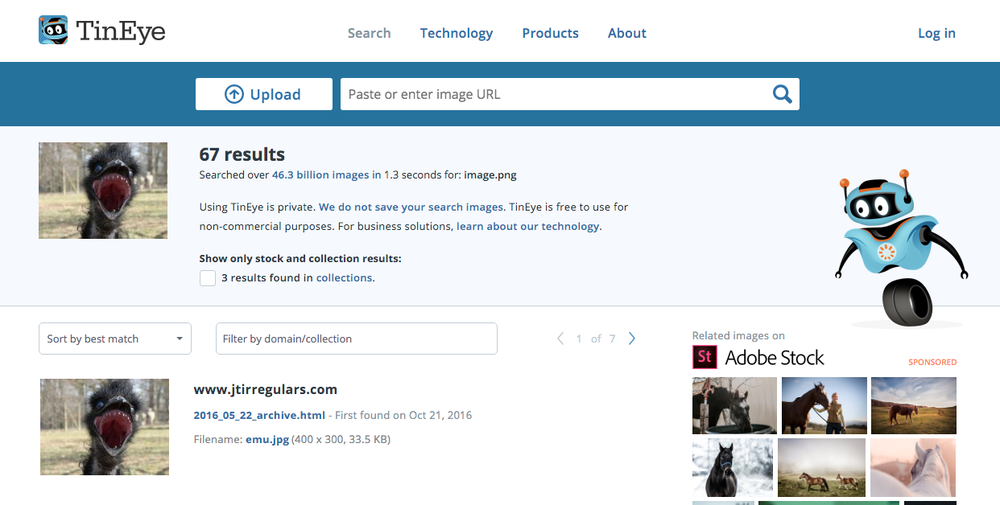 TinEye
Search Technology Products About Log in
Upload
Paste or enter image URL
67 results
Searched over 46.3 billion images in 1.3 seconds for: image.png
Using TinEye is private. We do not save your search images. TinEye is free to use for
non-commercial purposes. For business solutions, learn about our technology.
Show only stock and collection results:
3 results found in collections.
Sort by best match
Filter by domain/collection
1 of 7
www.jtirregulars.com
2016_05_22_archive.html - First found on Oct 21, 2016
Filename: emu.jpg (400 x 300, 33.5 KB)
Related images on
St Adobe Stock
SPONSORED